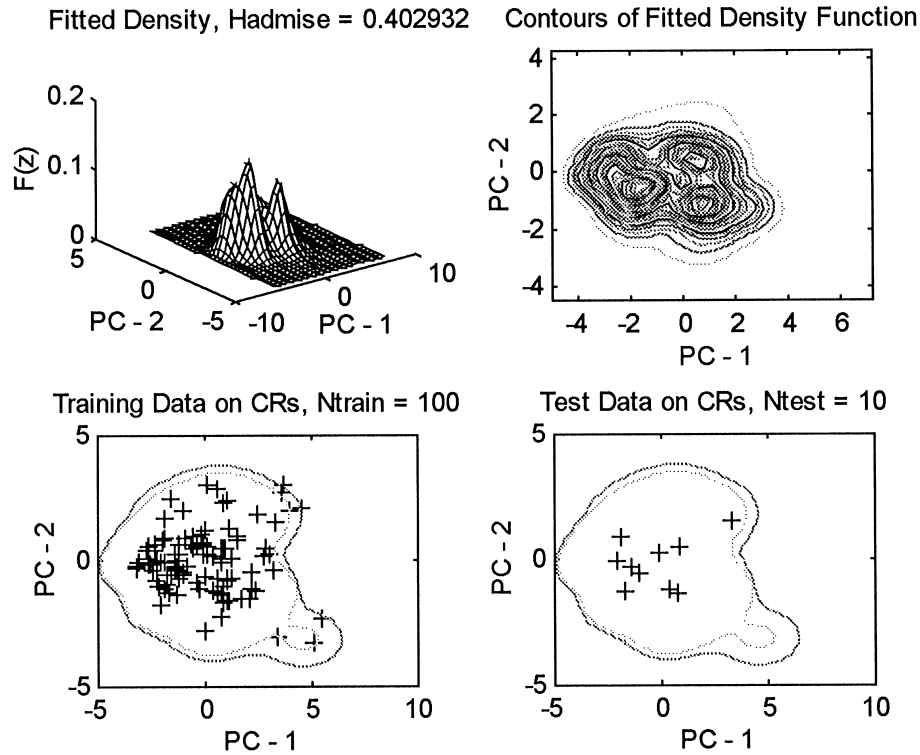 Fitted Density, Hadmise = 0.402932
0.2
0.1
0
F(z)
5
0
-5
PC - 2
-10
0
10
PC - 1
Contours of Fitted Density Function
4
2
0
-2
-4
PC - 2
-4 -2 0 2 4 6
PC - 1
Training Data on CRs, Ntrain = 100
5
0
-5
PC - 2
-5 0 5 10
PC - 1
Test Data on CRs, Ntest = 10
5
0
-5
PC - 2
-5 0 5 10
PC - 1